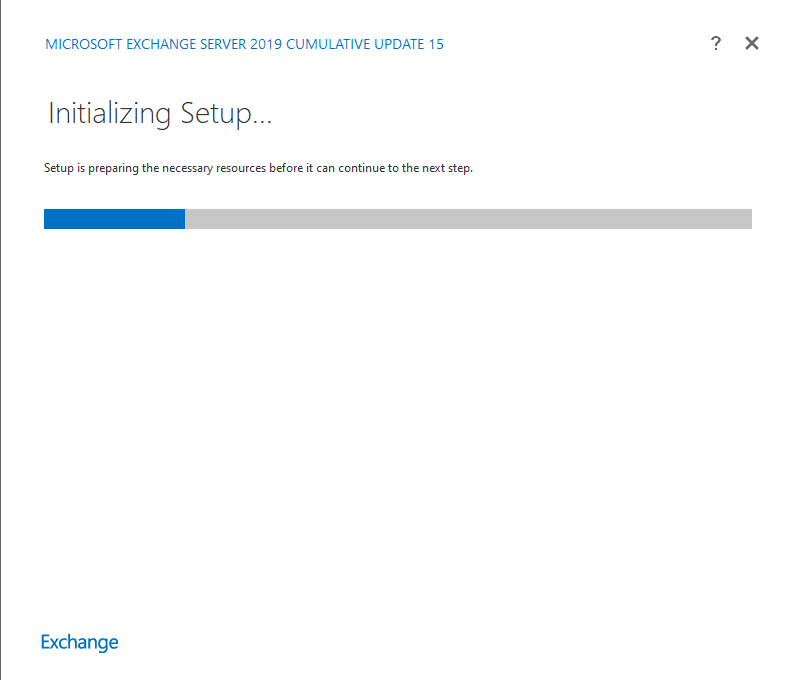 MICROSOFT EXCHANGE SERVER 2019 CUMULATIVE UPDATE 15
?
Initializing Setup...
Setup is preparing the necessary resources before it can continue to the next step.
Exchange